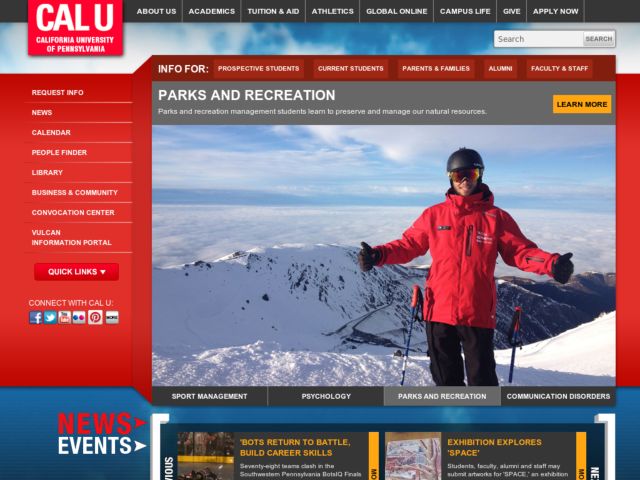 CAL U
CALIFORNIA UNIVERSITY
OF PENNSYLVANIA
ABOUT US
ACADEMICS
TUITION & AID
ATHLETICS
GLOBAL ONLINE
CAMPUS LIFE
GIVE
APPLY NOW
Search
SEARCH
INFO FOR:
PROSPECTIVE STUDENTS
CURRENT STUDENTS
PARENTS & FAMILIES
ALUMNI
FACULTY & STAFF
REQUEST INFO
NEWS
CALENDAR
PEOPLE FINDER
LIBRARY
BUSINESS & COMMUNITY
CONVOCATION CENTER
VULCAN
INFORMATION PORTAL
QUICK LINKS
CONNECT WITH CAL U:
You
Tube
MORE
PARKS AND RECREATION
Parks and recreation management students learn to preserve and manage our natural resources.
LEARN MORE
SPORT MANAGEMENT
PSYCHOLOGY
PARKS AND RECREATION
COMMUNICATION DISORDERS
NEWS
EVENTS
'BOTS RETURN TO BATTLE,
BUILD CAREER SKILLS
Seventy-eight teams clash in the
Southwestern Pennsylvania BotsIQ Finals
EXHIBITION EXPLORES
'SPACE'
Students, faculty, alumni and staff may
submit artworks for 'SPACE,' an exhibition